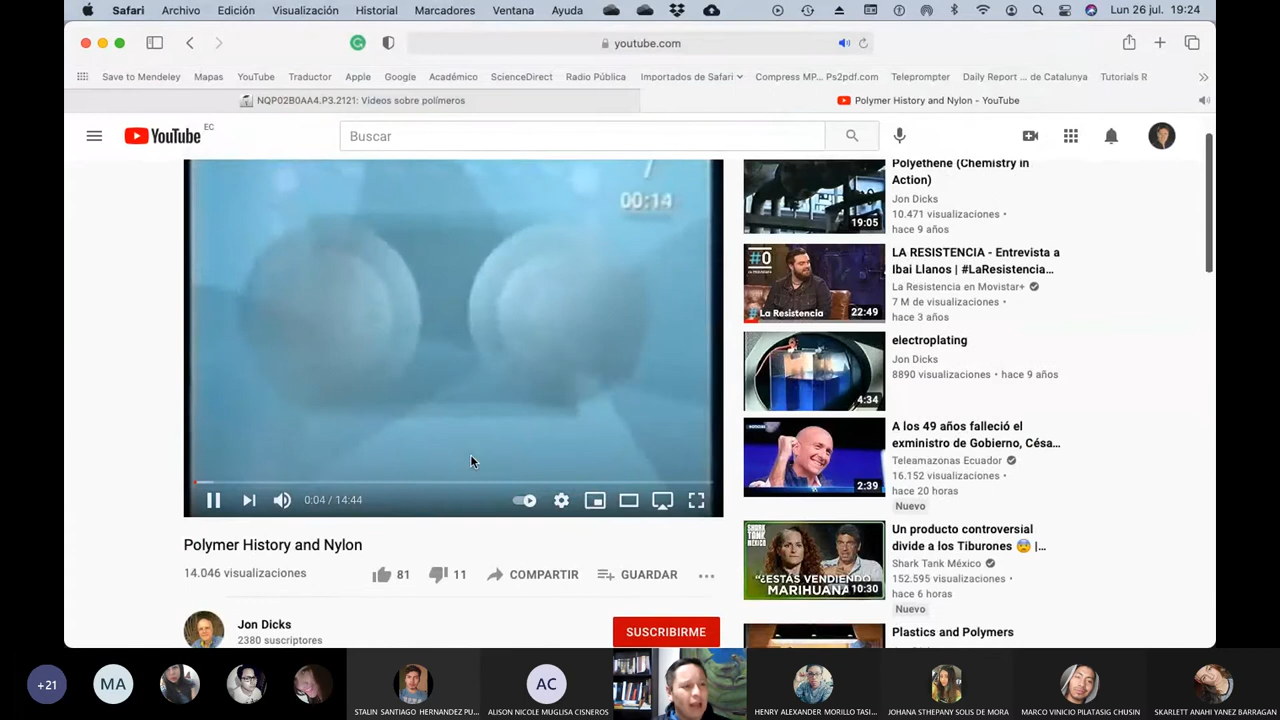 Safari Archivo Edición Visualización Historial Marcadores Ventana Ayuda Lun 26 jul. 19:24
youtube.com
Save to Mendeley Mapas YouTube Traductor Apple Google Académico ScienceDirect Radio Pública Importados de Safari Compress MP... Ps2pdf.com Teleprompter Daily Report ... de Catalunya Tutorials R
NQP02B0AA4.P3.2121: Videos sobre polímeros
Polymer History and Nylon - YouTube
YouTube EC
Buscar
00:14
0:04 / 14:44
Polymer History and Nylon
14.046 visualizaciones
81 11 COMPARTIR GUARDAR
Jon Dicks
2380 suscriptores
SUSCRIBIRME
Polyethene (Chemistry in
Action)
Jon Dicks
10.471 visualizaciones •
hace 9 años
19:05
LA RESISTENCIA - Entrevista a
Ibai Llanos | #LaResistencia...
La Resistencia en Movistar+
7 M de visualizaciones •
hace 3 años
#0
La Resistencia
22:49
electroplating
Jon Dicks
8890 visualizaciones • hace 9 años
4:34
A los 49 años falleció el
exministro de Gobierno, Césa...
Teleamazonas Ecuador
16.152 visualizaciones •
hace 20 horas
Nuevo
2:39
Un producto controversial
divide a los Tiburones 😨 |...
Shark Tank México
152.595 visualizaciones •
hace 6 horas
Nuevo
SHARK
TANK
MÉXICO
"¿ESTÁS VENDIENDO
MARIHUANA
10:30
Plastics and Polymers
+21
MA
AC
STALIN SANTIAGO HERNANDEZ PU...
ALISON NICOLE MUGLISA CISNEROS
HENRY ALEXANDER MORILLO TASI...
JOHANA STHEPANY SOLIS DE MORA
MARCO VINICIO PILATASIG CHUSIN
SKARLETT ANAHI YANEZ BARRAGAN